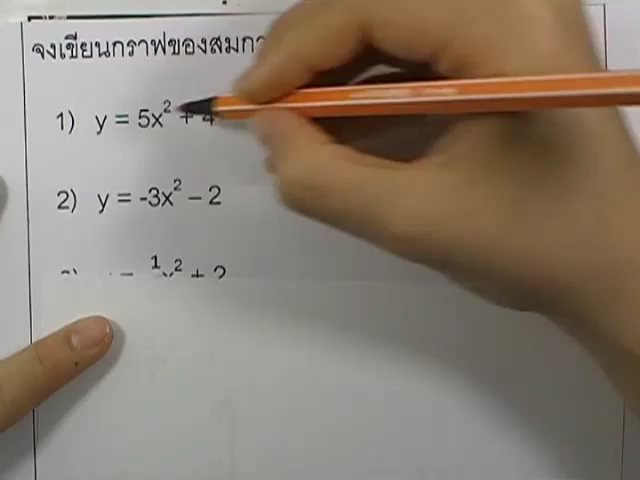 จงเขียนกราฟของสมกา
1) y = 5x² + 4
2) y = -3x² – 2